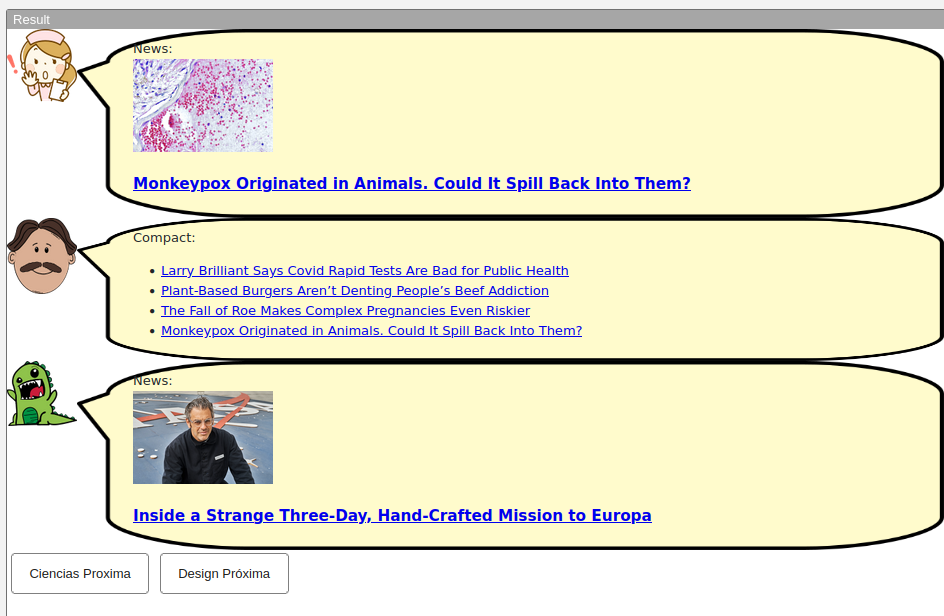 Result
News:
Monkeypox Originated in Animals. Could It Spill Back Into Them?
Compact:
• Larry Brilliant Says Covid Rapid Tests Are Bad for Public Health
• Plant-Based Burgers Aren’t Denting People’s Beef Addiction
• The Fall of Roe Makes Complex Pregnancies Even Riskier
• Monkeypox Originated in Animals. Could It Spill Back Into Them?
News:
Inside a Strange Three-Day, Hand-Crafted Mission to Europa
Ciencias Proxima
Design Próxima